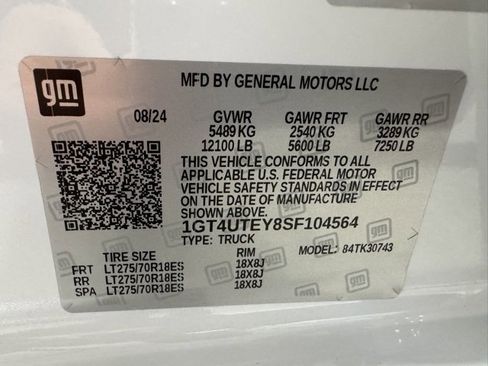 gm
MFD BY GENERAL MOTORS LLC
08/24 GVWR GAWR FRT GAWR RR
5489 KG 2540 KG 3289 KG
12100 LB 5600 LB 7250 LB
THIS VEHICLE CONFORMS TO ALL
APPLICABLE U.S. FEDERAL MOTOR
VEHICLE SAFETY STANDARDS IN EFFECT
ON THE DATE OF MANUFACTURE
SHOWN ABOVE.
1GT4UTEY8SF104564
TYPE: TRUCK MODEL: 84TK30743
TIRE SIZE RIM
FRT LT275/70R18ES 18X8J
RR LT275/70R18ES 18X8J
SPA LT275/70R18ES 18X8J